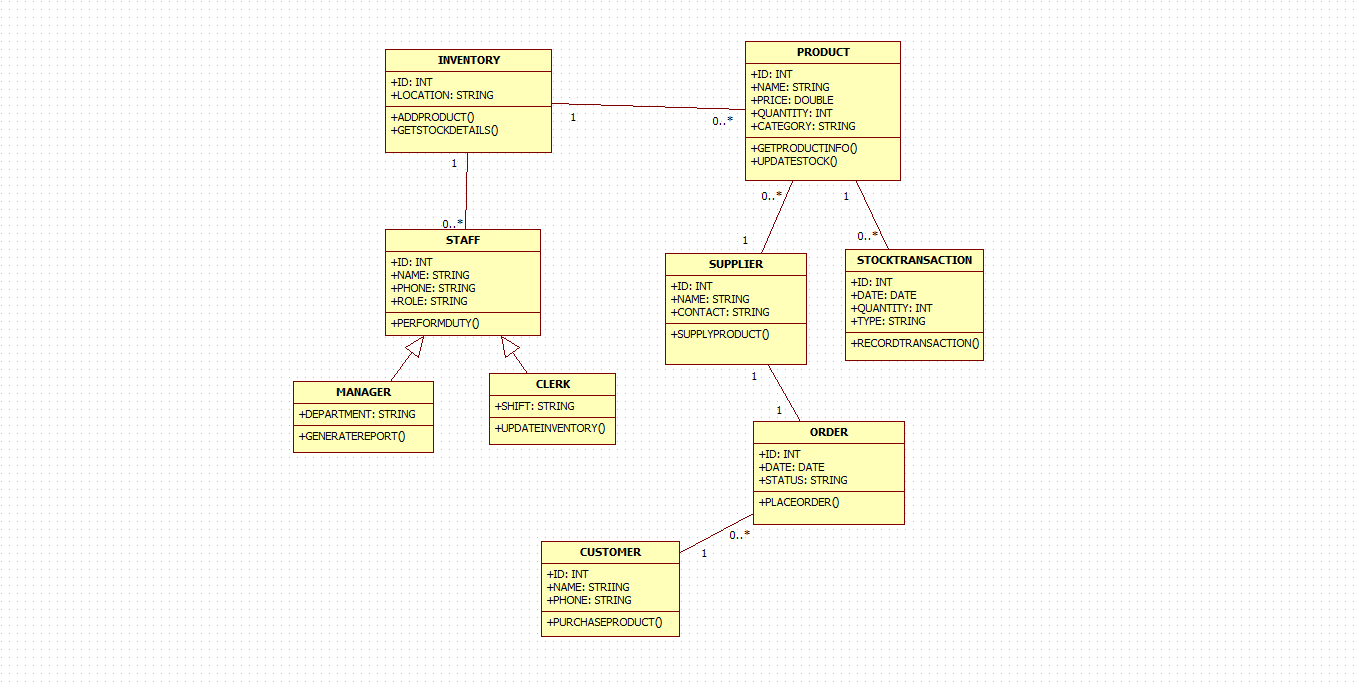 INVENTORY
+ID: INT
+LOCATION: STRING
+ADDPRODUCT()
+GETSTOCKDETAILS()
PRODUCT
+ID: INT
+NAME: STRING
+PRICE: DOUBLE
+QUANTITY: INT
+CATEGORY: STRING
+GETPRODUCTINFO()
+UPDATESTOCK()
1
0..*
1
0..*
STAFF
+ID: INT
+NAME: STRING
+PHONE: STRING
+ROLE: STRING
+PERFORMDUTY()
0..*
1
1
0..*
SUPPLIER
+ID: INT
+NAME: STRING
+CONTACT: STRING
+SUPPLYPRODUCT()
STOCKTRANSACTION
+ID: INT
+DATE: DATE
+QUANTITY: INT
+TYPE: STRING
+RECORDTRANSACTION()
MANAGER
+DEPARTMENT: STRING
+GENERATEREPORT()
CLERK
+SHIFT: STRING
+UPDATEINVENTORY()
1
1
ORDER
+ID: INT
+DATE: DATE
+STATUS: STRING
+PLACEORDER()
0..*
1
CUSTOMER
+ID: INT
+NAME: STRIING
+PHONE: STRING
+PURCHASEPRODUCT()